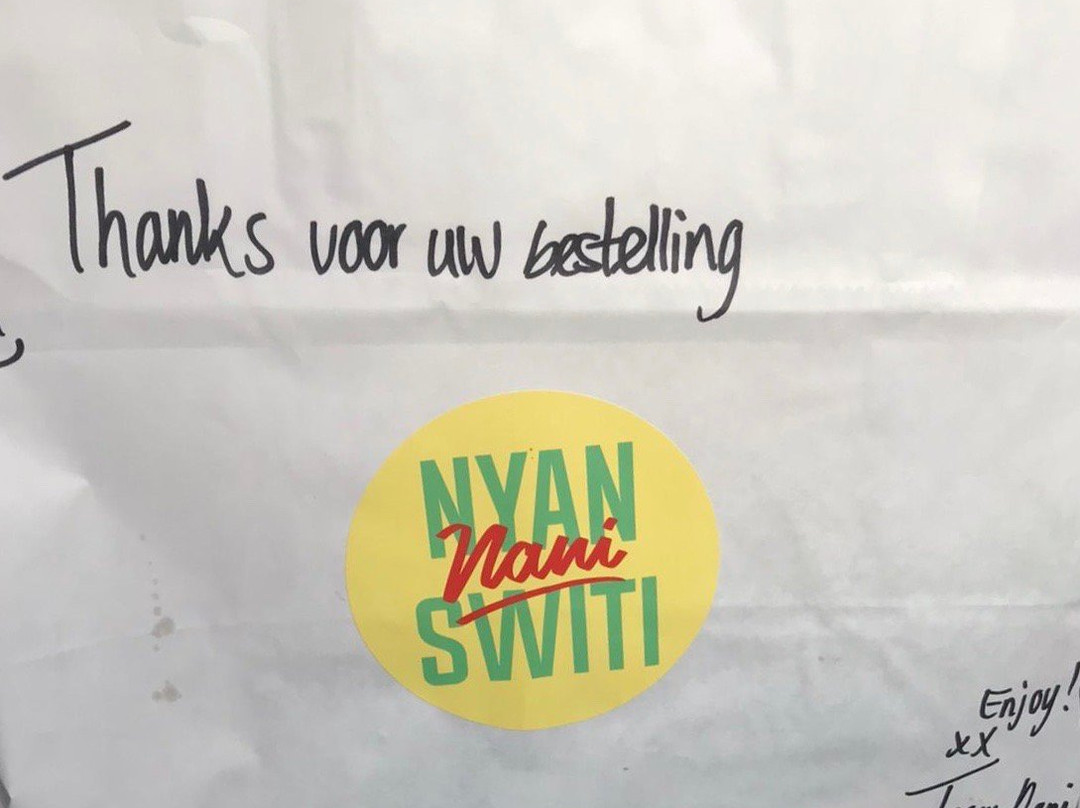 Thanks voor uw bestelling
NYAN
Nani
SWITI
Enjoy!
xx